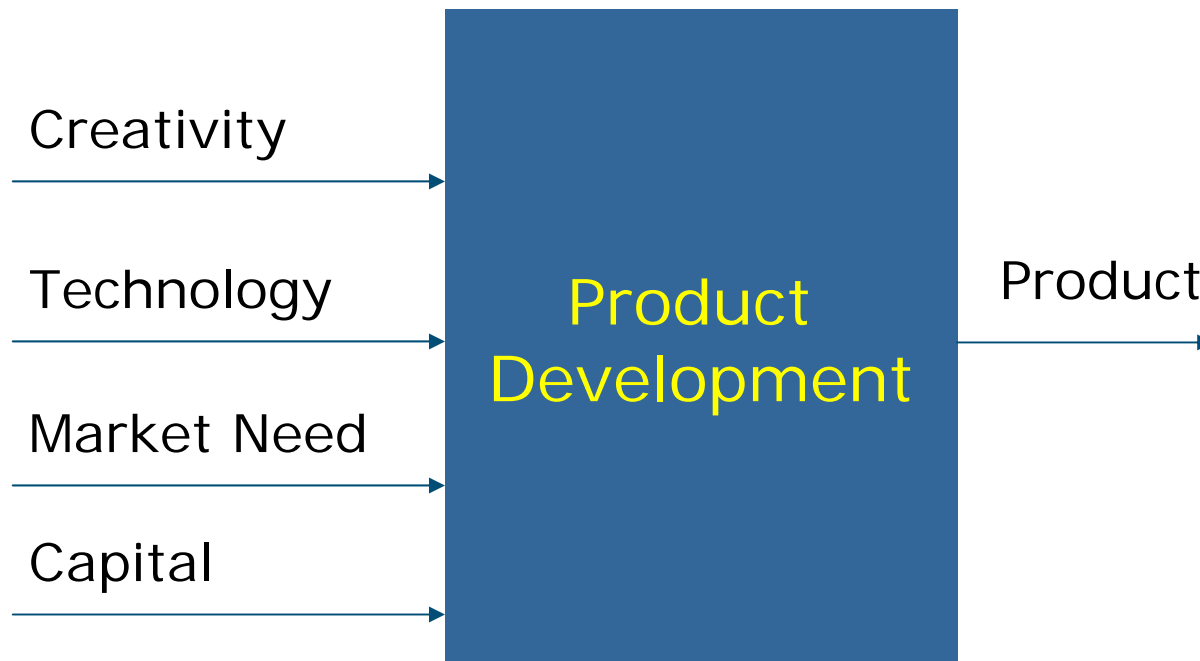 Creativity
Technology
Market Need
Capital
Product
Development
Product